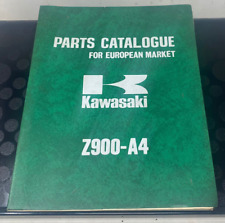 PARTS CATALOGUE
FOR EUROPEAN MARKET
Kawasaki
Z900-A4